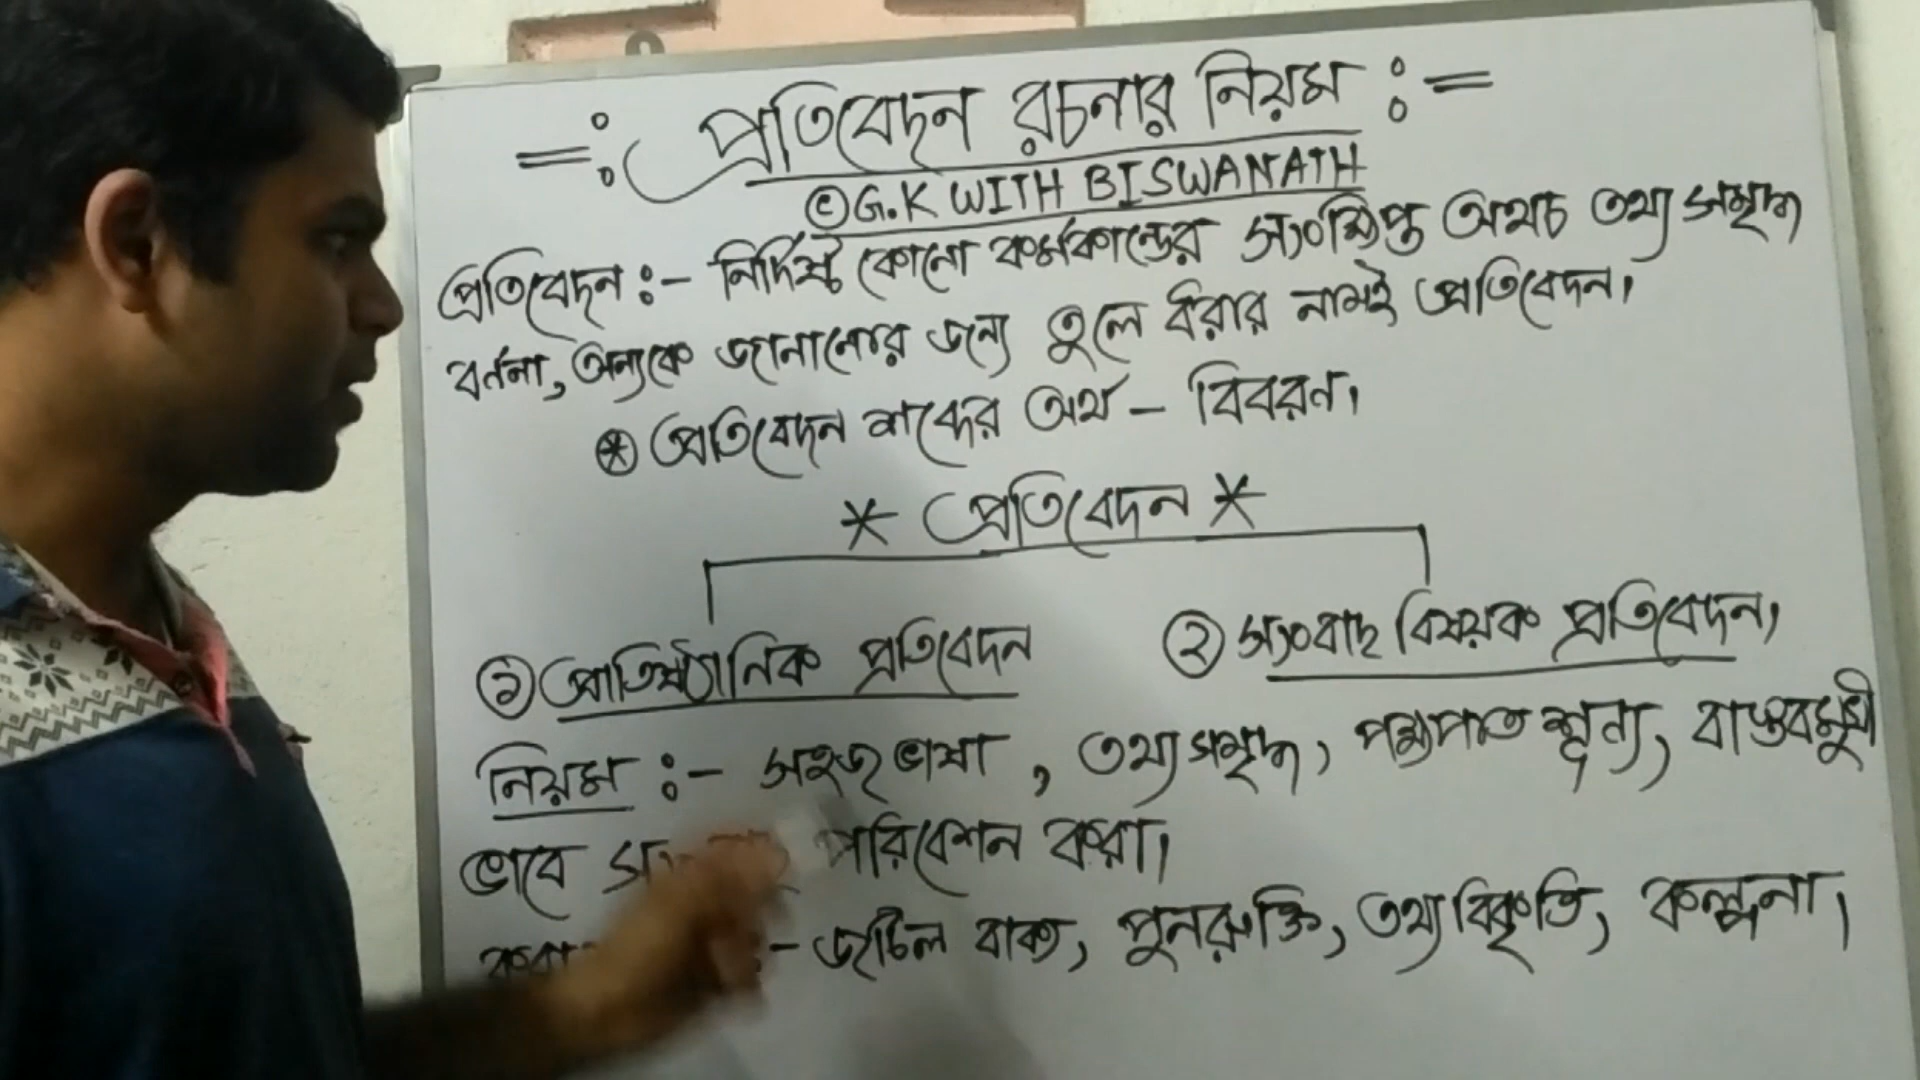 =: প্রতিবেদন রচনার নিয়ম :=
©G.K WITH BISWANATH
প্রতিবেদন :- নির্দিষ্ট কোনো কর্মকান্ডের সংক্ষিপ্ত অথচ তথ্য সমৃদ্ধ
বর্ননা, অন্যকে জানানোর জন্য তুলে ধরার নামই প্রতিবেদন।
⊛ প্রতিবেদন শব্দের অর্থ - বিবরন।
* প্রতিবেদন *
① প্রাতিষ্ঠানিক প্রতিবেদন
② সংবাদ বিষয়ক প্রতিবেদন,
নিয়ম :- সহজ ভাষা, তথ্য সমৃদ্ধ, পক্ষপাত শূন্য, বাস্তবমুখী
ভাবে পরিবেশন করা।
:- জটিল বাক্য, পুনরুক্তি, তথ্য বিকৃতি, কল্পনা।